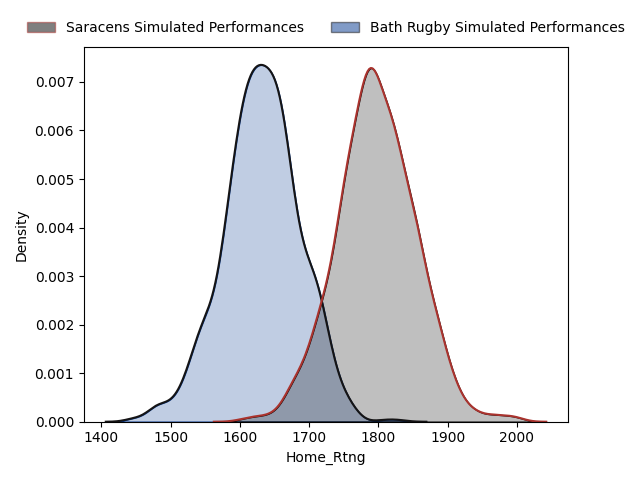 Saracens Simulated Performances Bath Rugby Simulated Performances
0.007
0.006
0.005
0.004
0.003
0.002
0.001
0.000
Density
1400 1500 1600 1700 1800 1900 2000
Home_Rtng